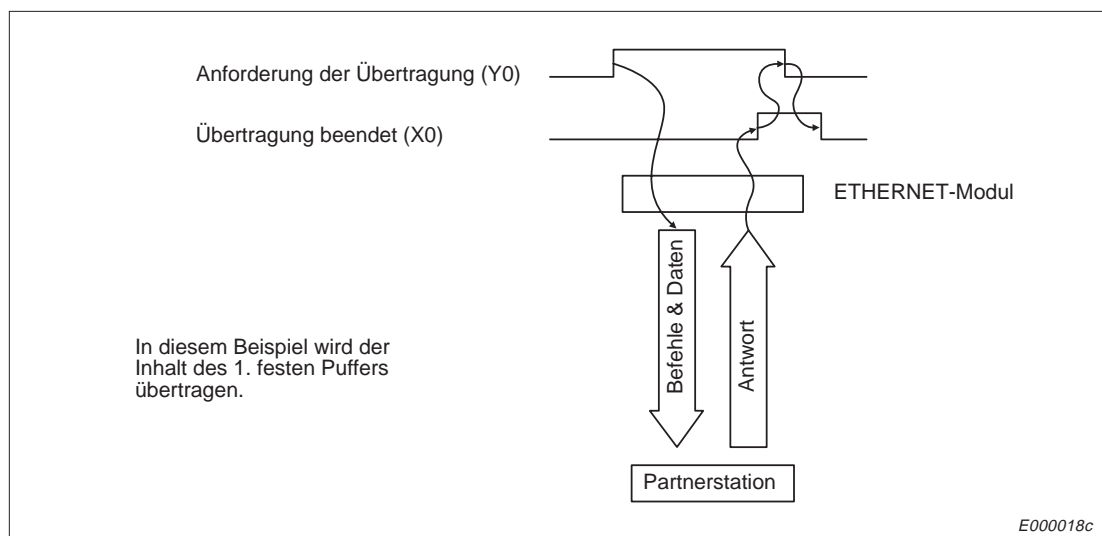 Anforderung der Übertragung (Y0)
Übertragung beendet (X0)
ETHERNET-Modul
Befehle & Daten
Antwort
In diesem Beispiel wird der
Inhalt des 1. festen Puffers
übertragen.
Partnerstation
E000018c